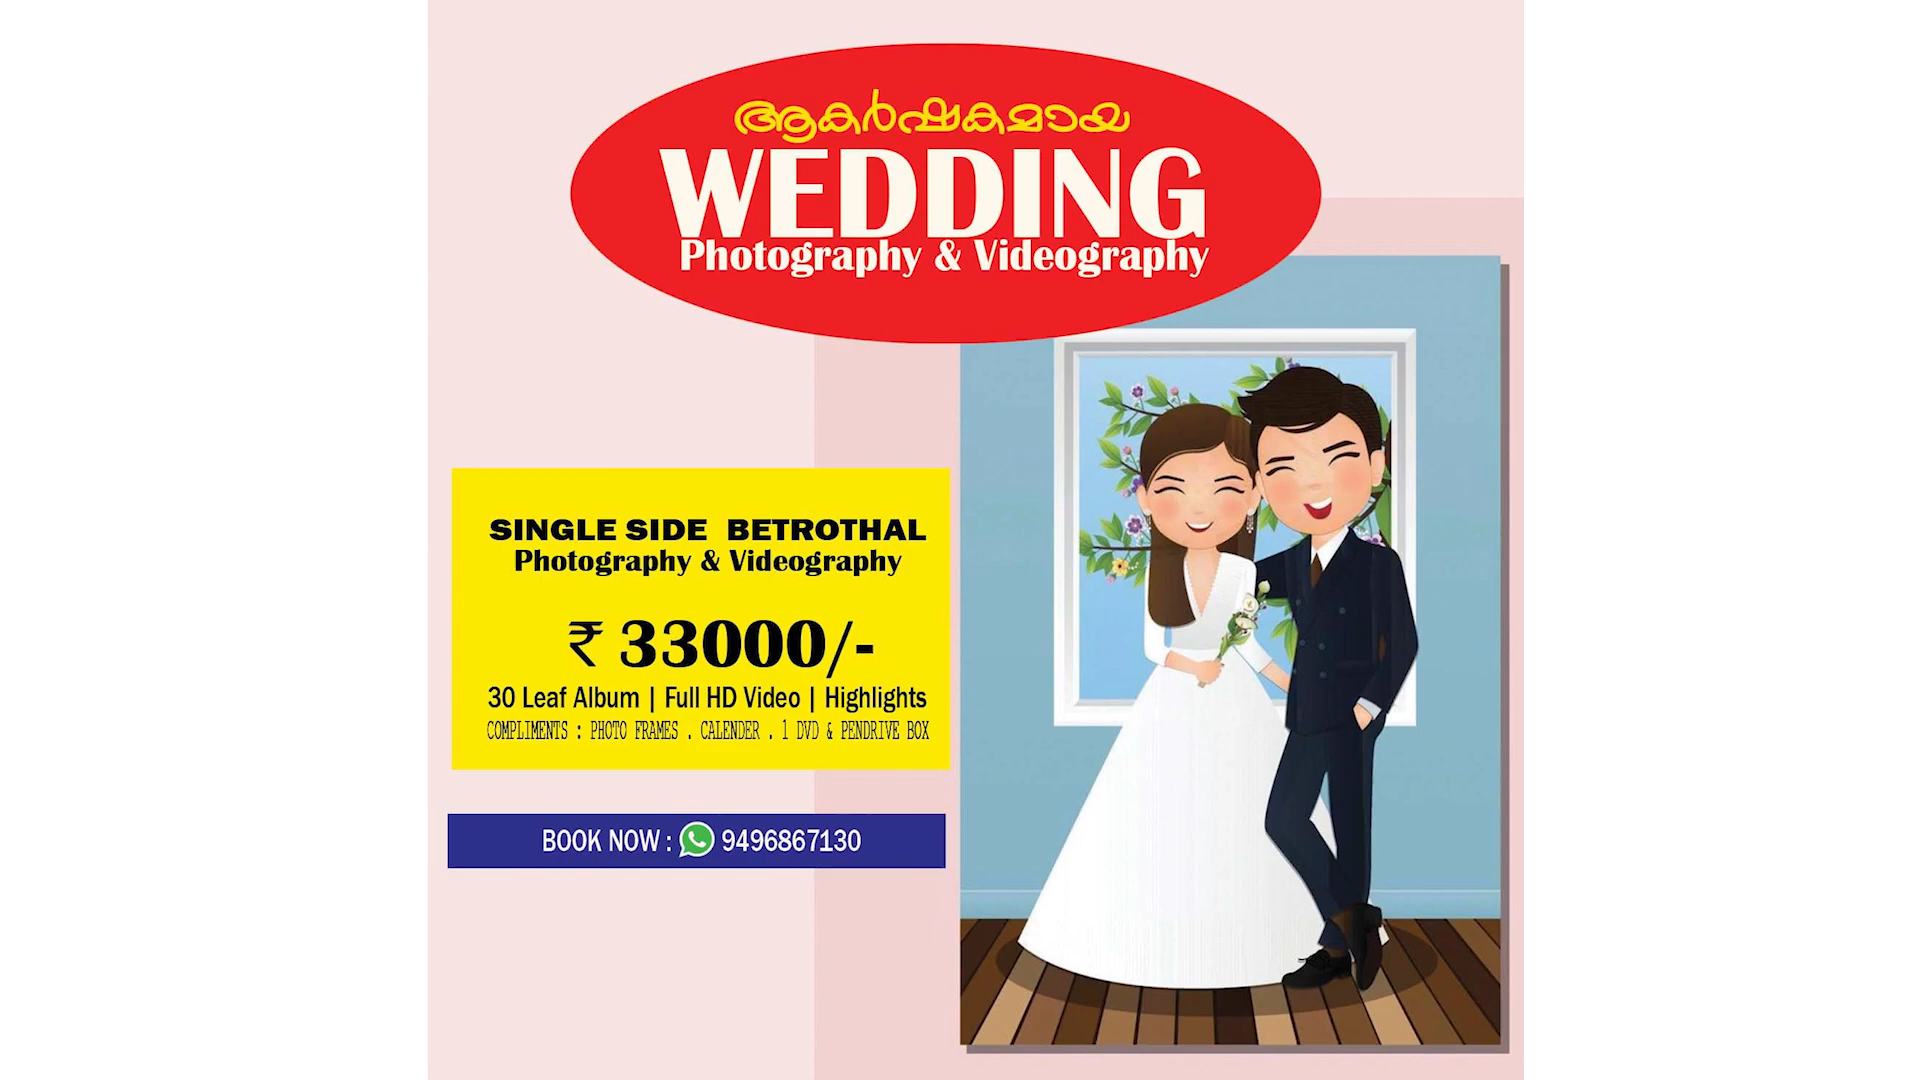 ആകർഷകമായ
WEDDING
Photography & Videography
SINGLE SIDE BETROTHAL
Photography & Videography
₹ 33000/-
30 Leaf Album | Full HD Video | Highlights
COMPLIMENTS : PHOTO FRAMES . CALENDER . 1 DVD & PENDRIVE BOX
BOOK NOW : 9496867130